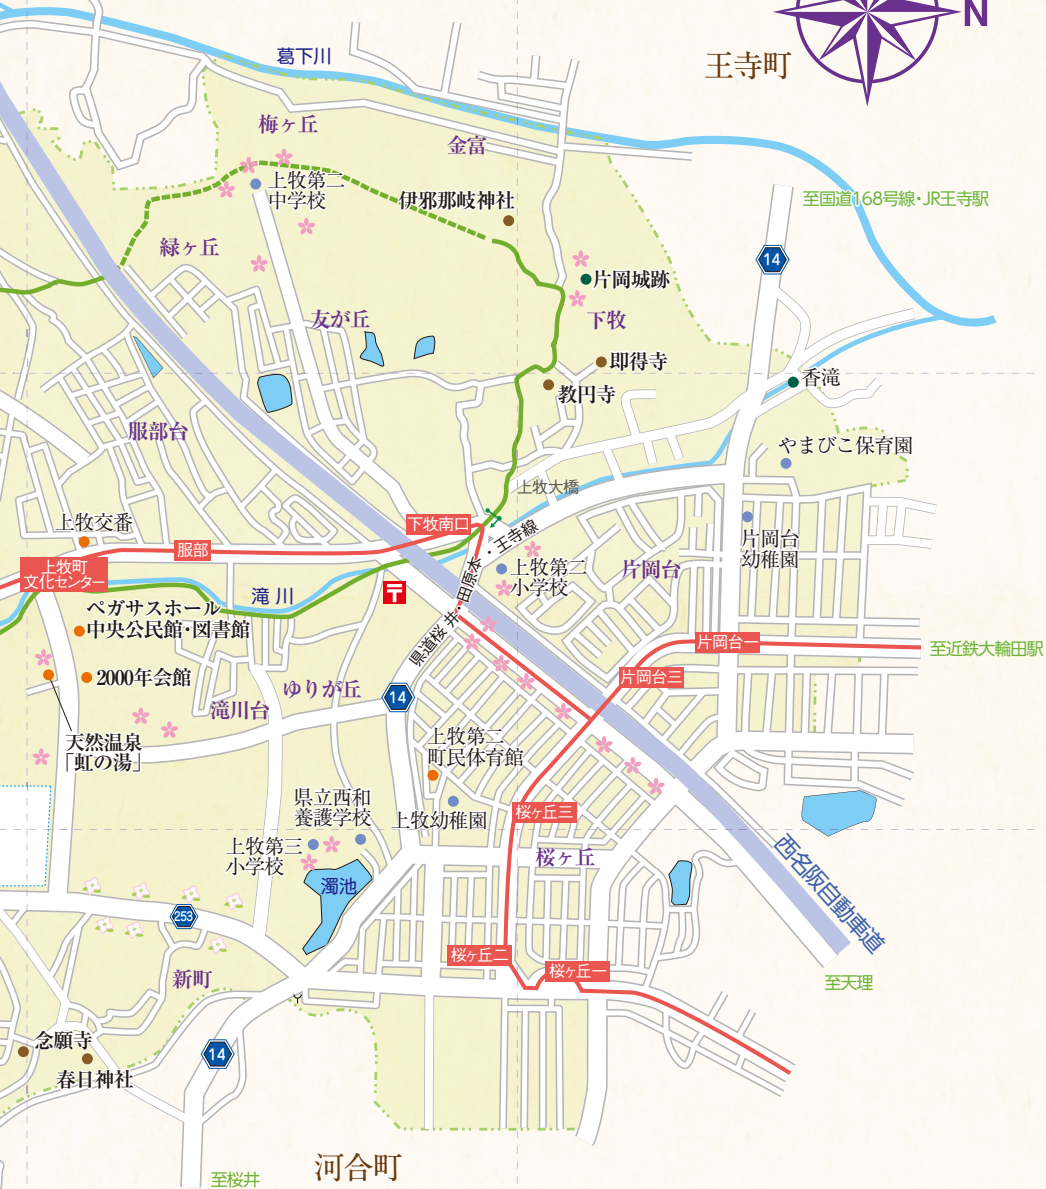 N
王寺町
葛下川
梅ヶ丘
金富
上牧第二
中学校
伊邪那岐神社
至国道168号線・JR王寺駅
緑ヶ丘
14
片岡城跡
友が丘
下牧
即得寺
香滝
教円寺
服部台
やまびこ保育園
上牧大橋
上牧交番
下牧南口
片岡台
幼稚園
服部
県道桜井・田原本・王寺線
上牧町
文化センター
上牧第二
小学校
片岡台
滝川
ペガサスホール
中央公民館・図書館
片岡台一
至近鉄大輪田駅
2000年会館
片岡台三
ゆりが丘
14
滝川台
天然温泉
「虹の湯」
上牧第二
町民体育館
県立西和
養護学校
上牧幼稚園
桜ヶ丘三
上牧第三
小学校
桜ヶ丘
西名阪自動車道
濁池
253
桜ヶ丘二
桜ヶ丘一
新町
至天理
念願寺
14
春日神社
河合町
至桜井